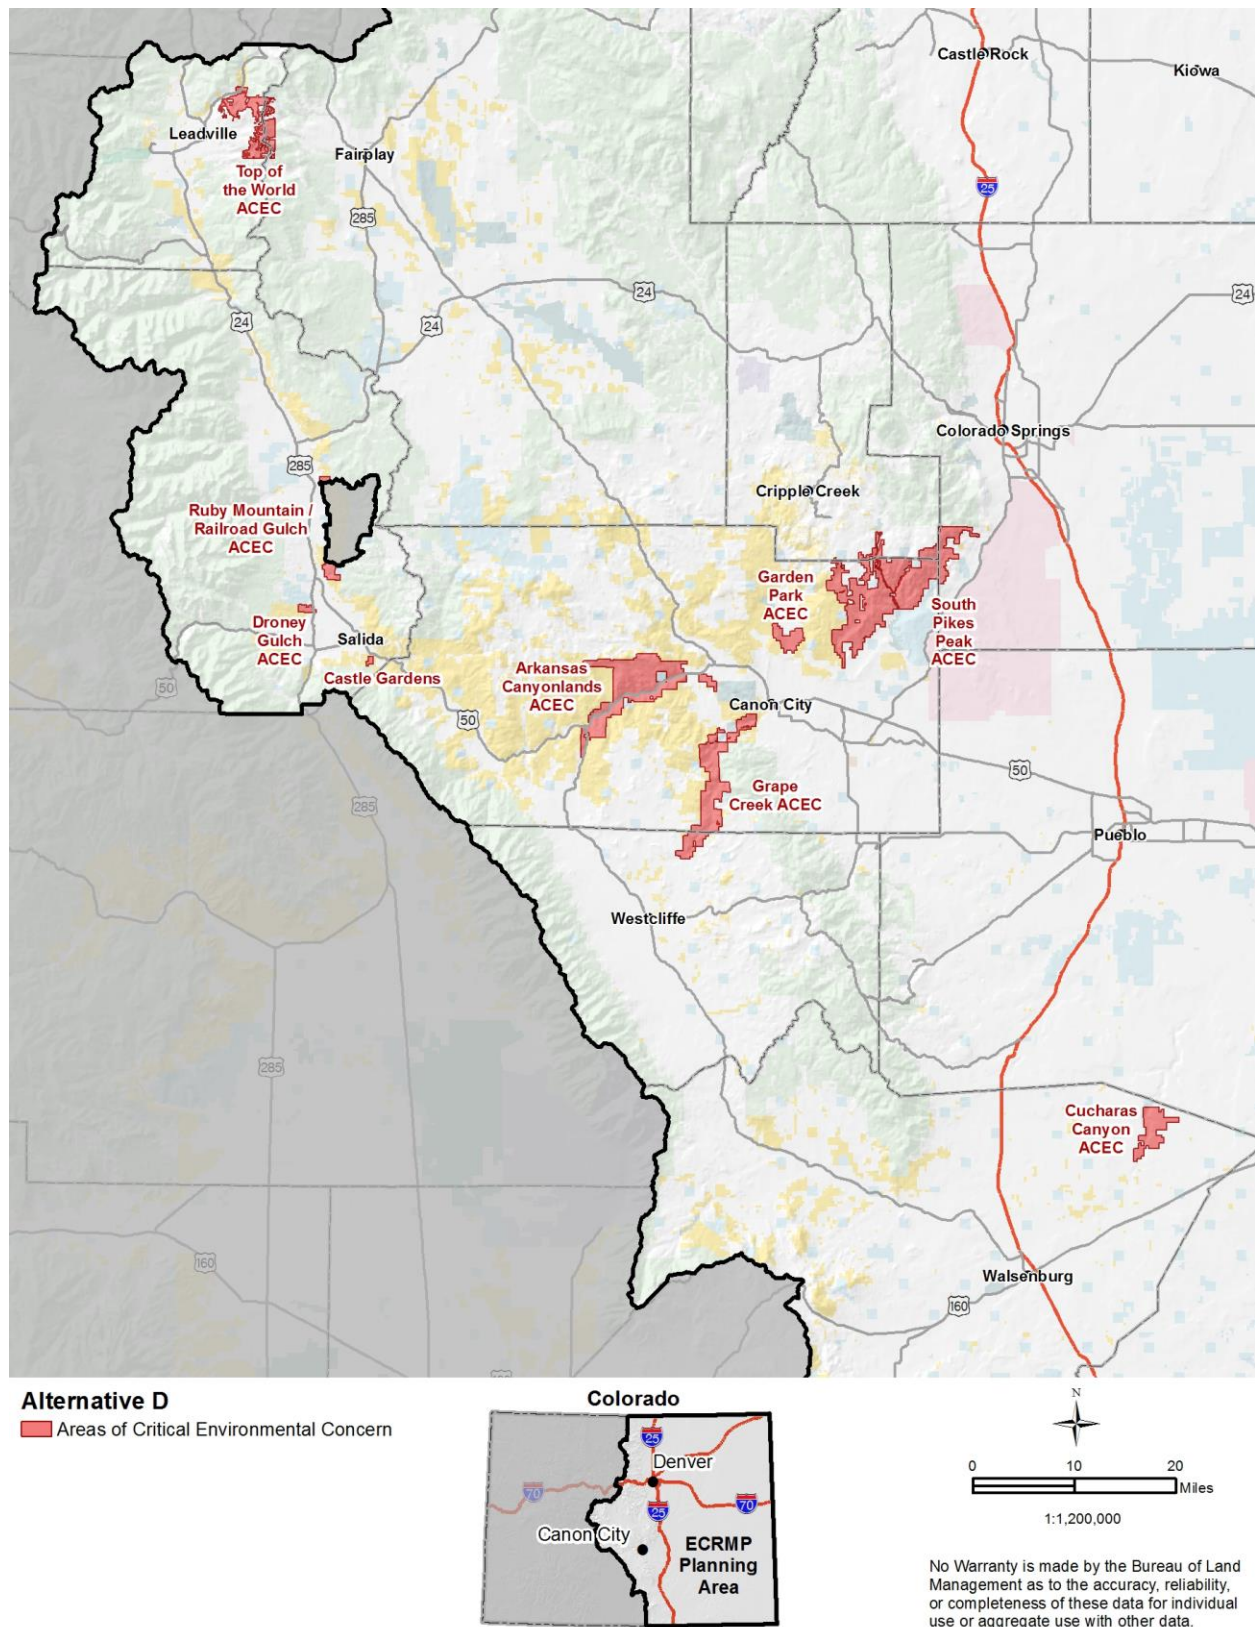 Castle Rock
Kiowa
Leadville
Fairplay
Top of
the World
ACEC
25
285
24
24
24
24
Colorado Springs
285
Cripple Creek
Ruby Mountain /
Railroad Gulch
ACEC
Garden
Park
ACEC
South
Pikes
Peak
ACEC
Droney
Gulch
ACEC
Salida
Castle Gardens
Arkansas
Canyonlands
ACEC
50
50
Canon City
50
Grape
Creek ACEC
285
Pueblo
Westcliffe
285
Cucharas
Canyon
ACEC
160
Walsenburg
160
Alternative D
Areas of Critical Environmental Concern
Colorado
25
Denver
70
70
25
Canon City
ECRMP
Planning
Area
N
0 10 20
Miles
1:1,200,000
No Warranty is made by the Bureau of Land
Management as to the accuracy, reliability,
or completeness of these data for individual
use or aggregate use with other data.